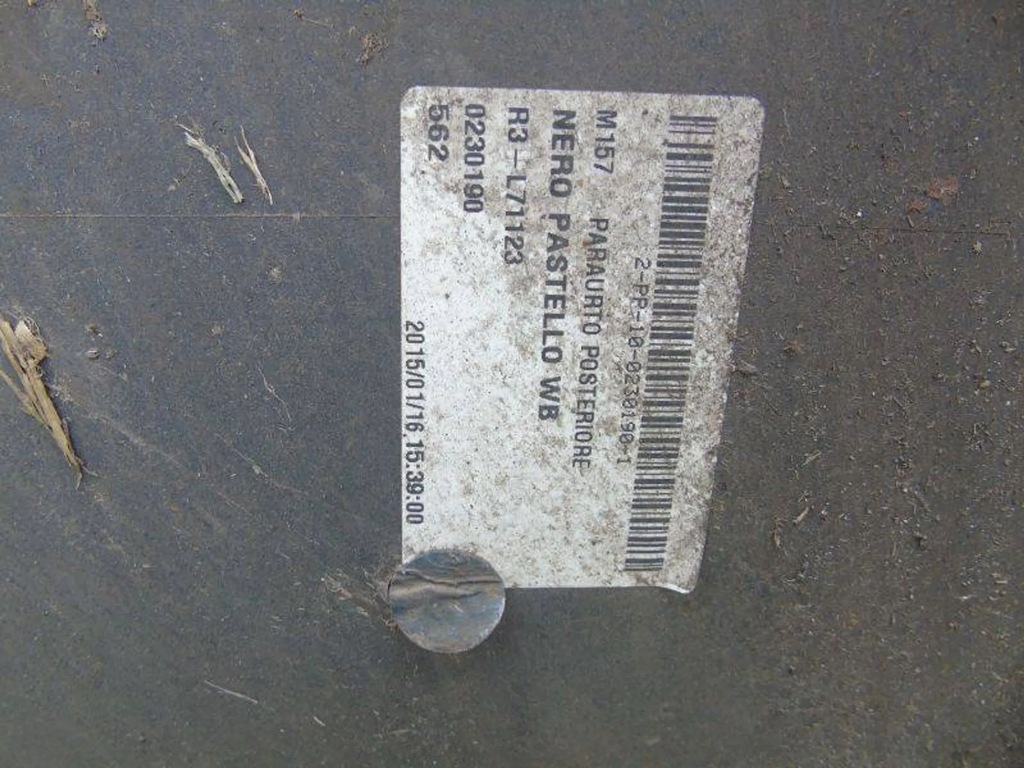 2-PP-10-0230190-1
M157 PARAURTO POSTERIORE
NERO PASTELLO WB
R3-L71123
0230190
562 2015/01/16 15:39:00